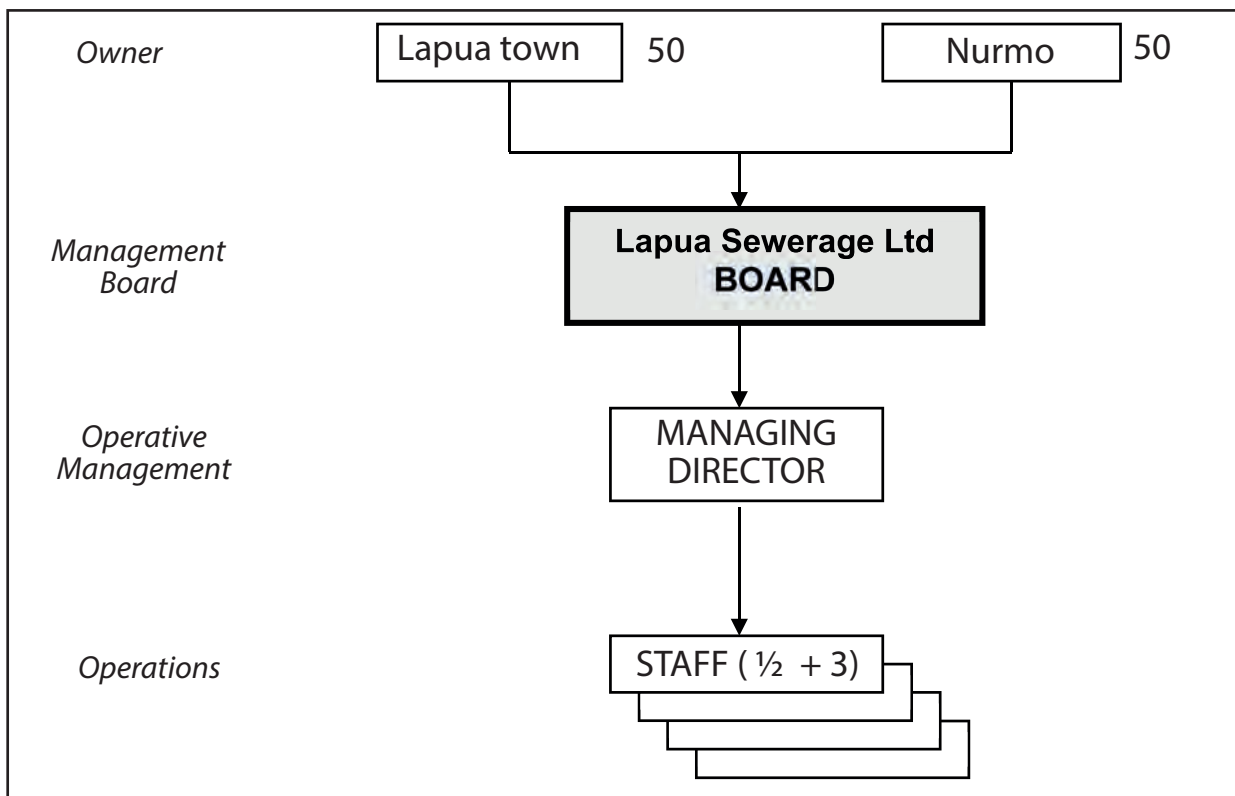 Owner
Lapua town 50
Nurmo 50
Management
Board
Lapua Sewerage Ltd
BOARD
Operative
Management
MANAGING
DIRECTOR
Operations
STAFF ( ½ + 3)